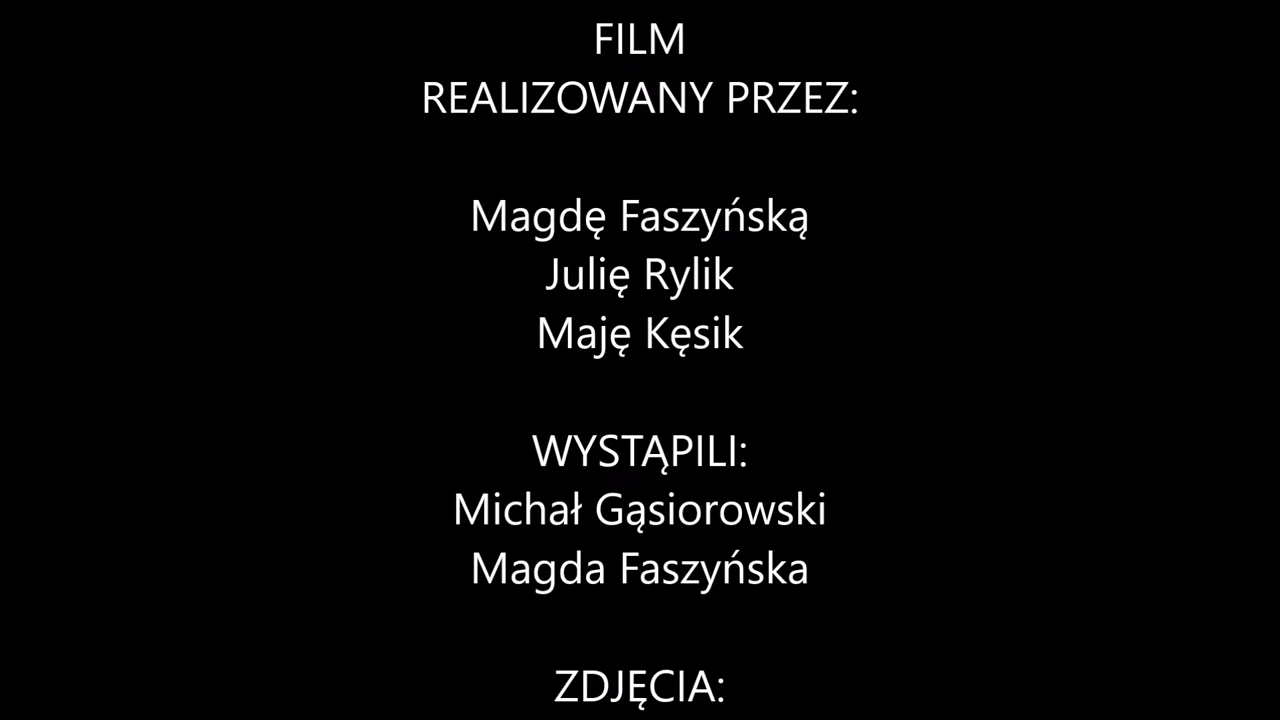 FILM
REALIZOWANY PRZEZ:
Magdę Faszyńską
Julię Rylik
Maję Kęsik
WYSTĄPILI:
Michał Gąsiorowski
Magda Faszyńska
ZDJĘCIA: